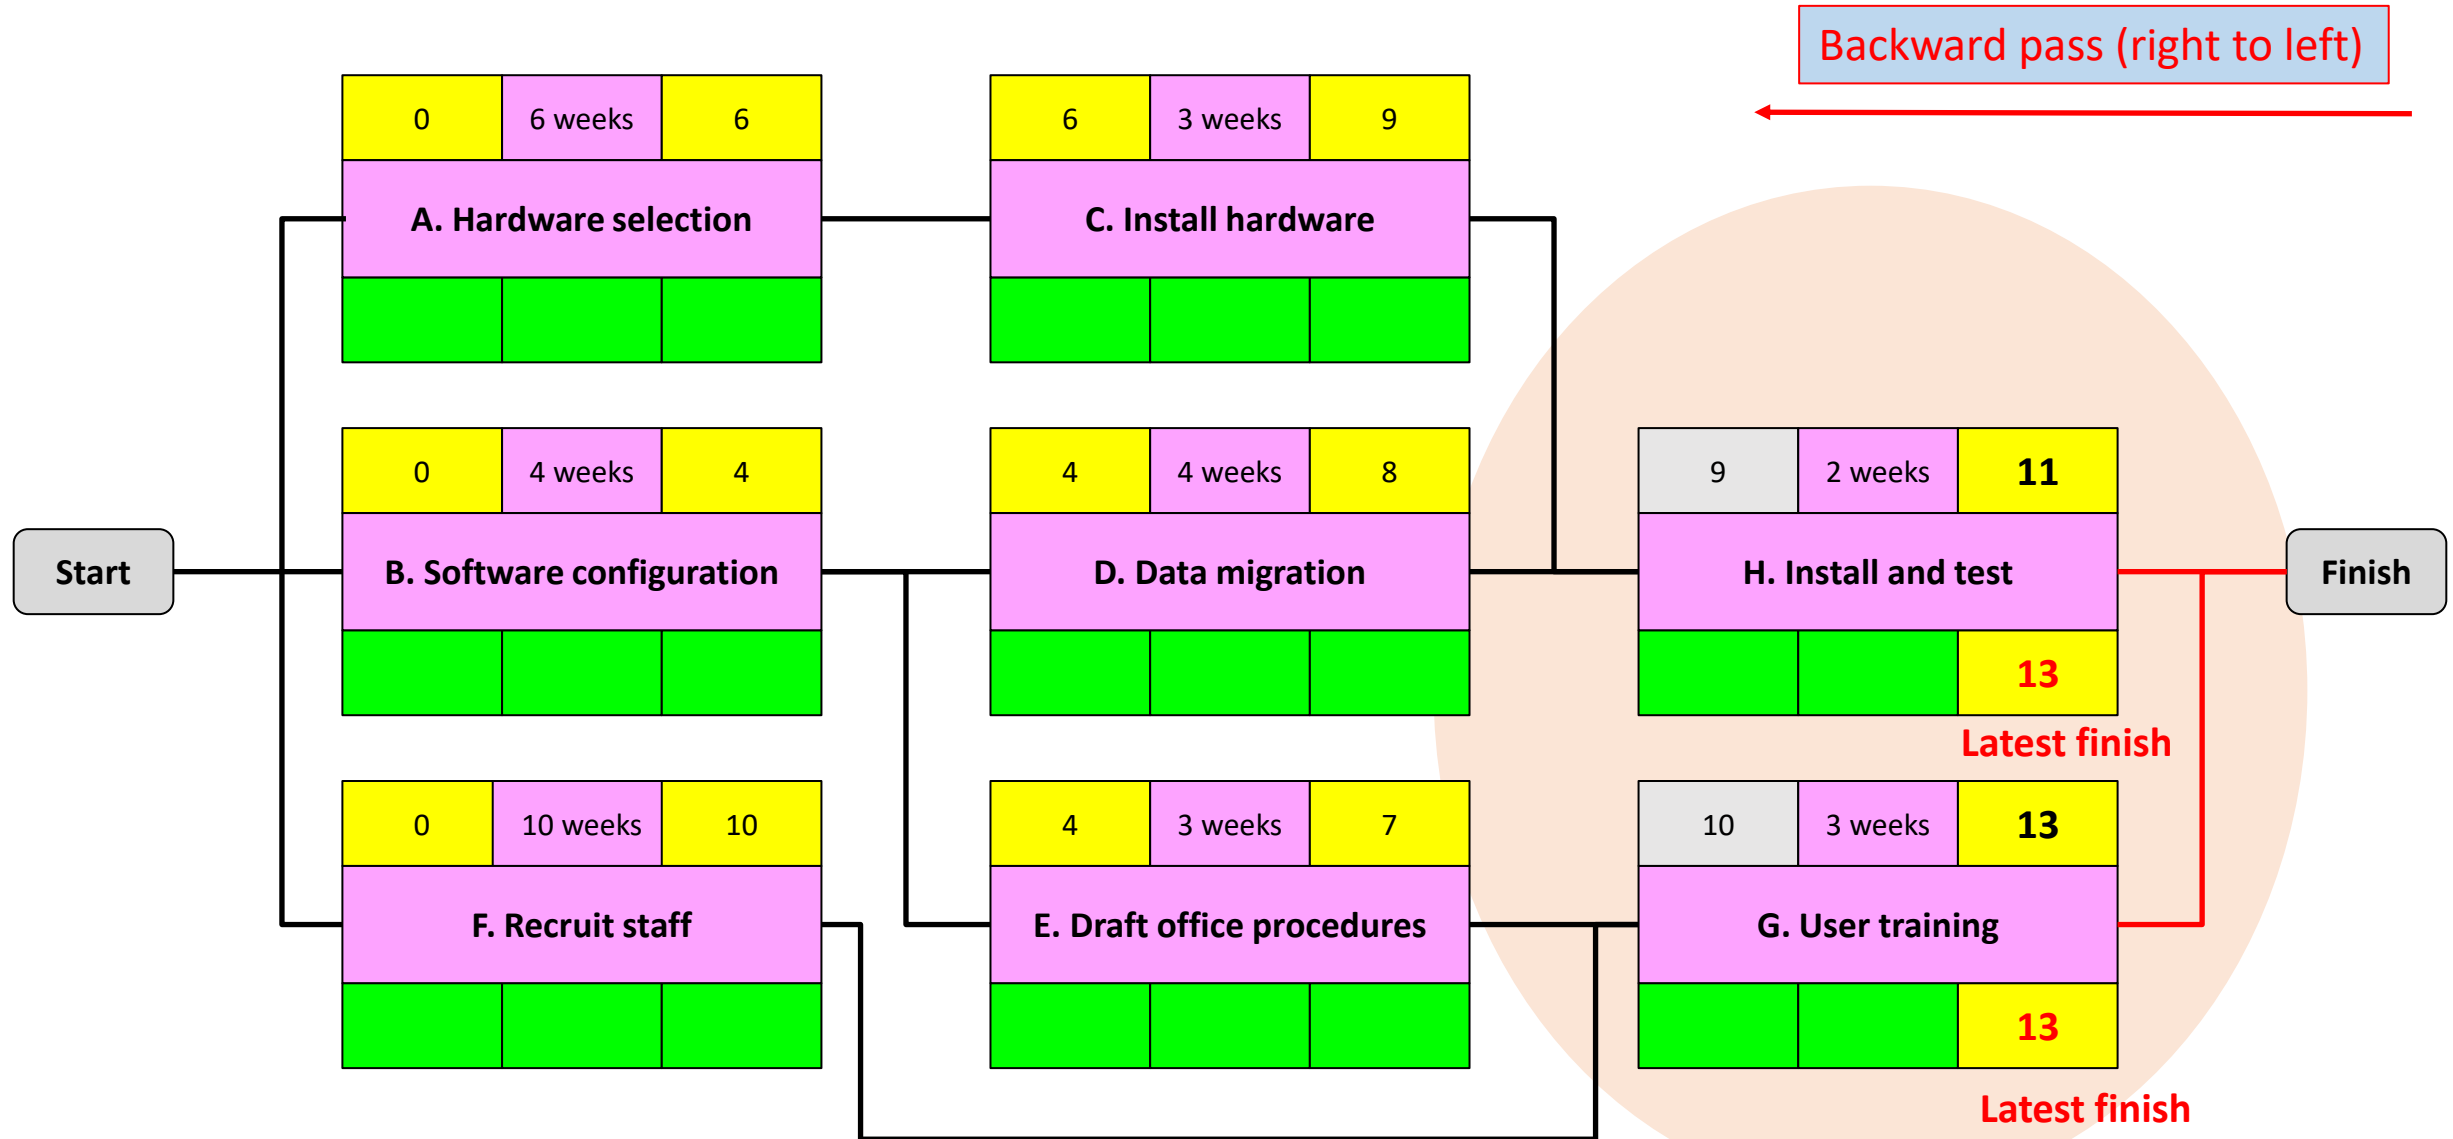 Backward pass (right to left)
0 6 weeks 6
A. Hardware selection
6 3 weeks 9
C. Install hardware
0 4 weeks 4
B. Software configuration
4 4 weeks 8
D. Data migration
9 2 weeks 11
H. Install and test
13
Latest finish
Start
Finish
0 10 weeks 10
F. Recruit staff
4 3 weeks 7
E. Draft office procedures
10 3 weeks 13
G. User training
13
Latest finish